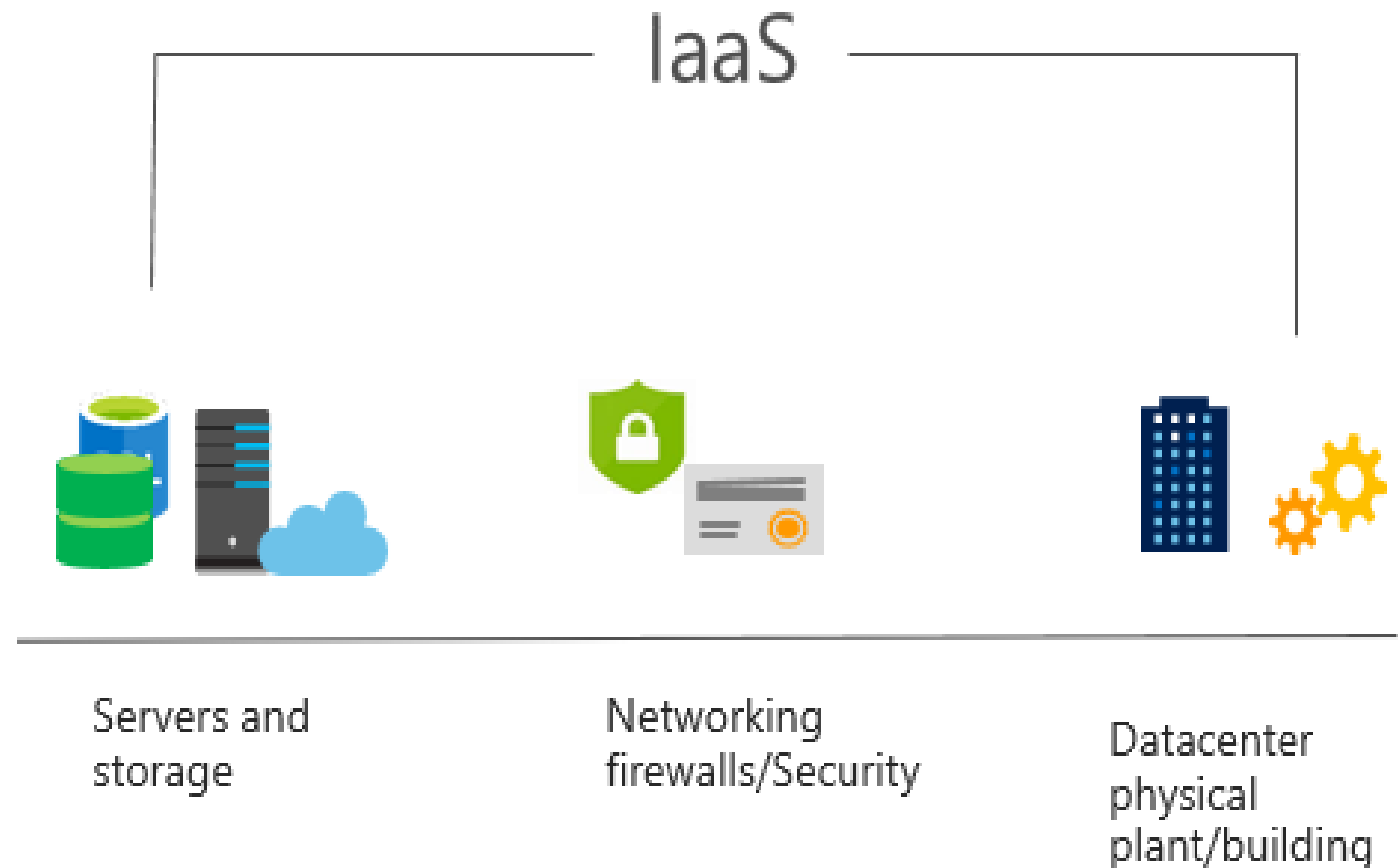 IaaS
Servers and
storage
Networking
firewalls/Security
Datacenter
physical
plant/building